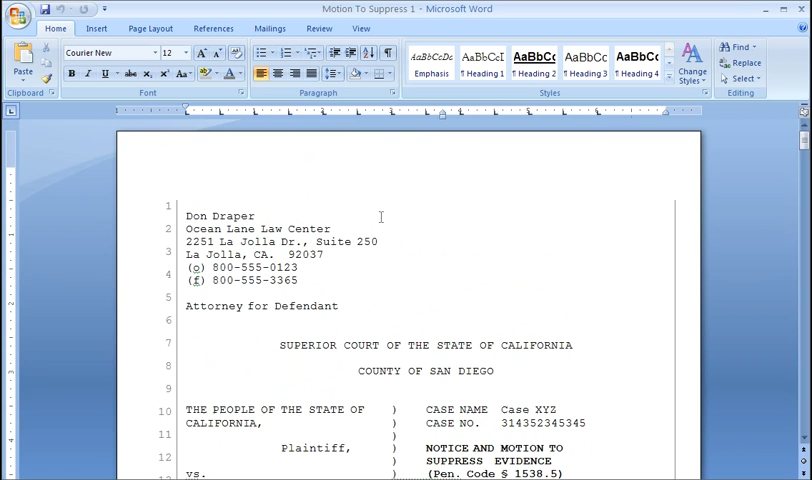 Motion To Suppress 1 - Microsoft Word
Home Insert Page Layout References Mailings Review View
Paste
Courier New 12
Clipboard Font Paragraph Styles Editing
AaBbCcDc AaBbCcI AaBbCc AaBbCcI AaBbCc
Emphasis ¶ Heading 1 ¶ Heading 2 ¶ Heading 3 ¶ Heading 4
Change Styles
Find
Replace
Select
1
Don Draper
2 Ocean Lane Law Center
2251 La Jolla Dr., Suite 250
3 La Jolla, CA. 92037
(o) 800-555-0123
4 (f) 800-555-3365
5
Attorney for Defendant
6
7 SUPERIOR COURT OF THE STATE OF CALIFORNIA
8 COUNTY OF SAN DIEGO
9
10 THE PEOPLE OF THE STATE OF ) CASE NAME Case XYZ
CALIFORNIA, ) CASE NO. 314352345345
11 )
Plaintiff, ) NOTICE AND MOTION TO
) SUPPRESS EVIDENCE
vs. ) (Pen. Code § 1538.5)